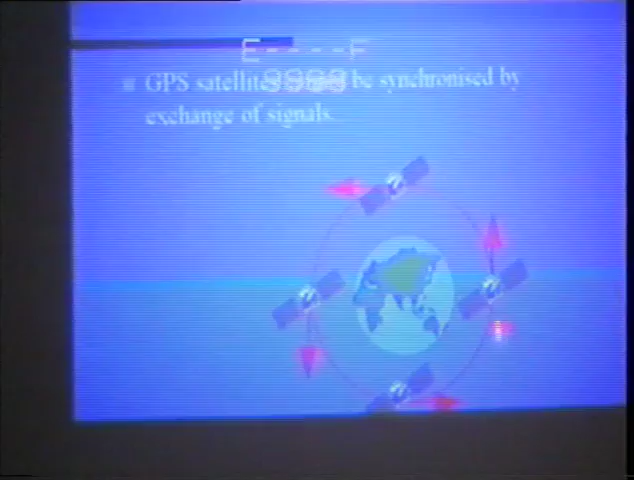 E-----F
GPS satellites be synchronised by
exchange of signals.